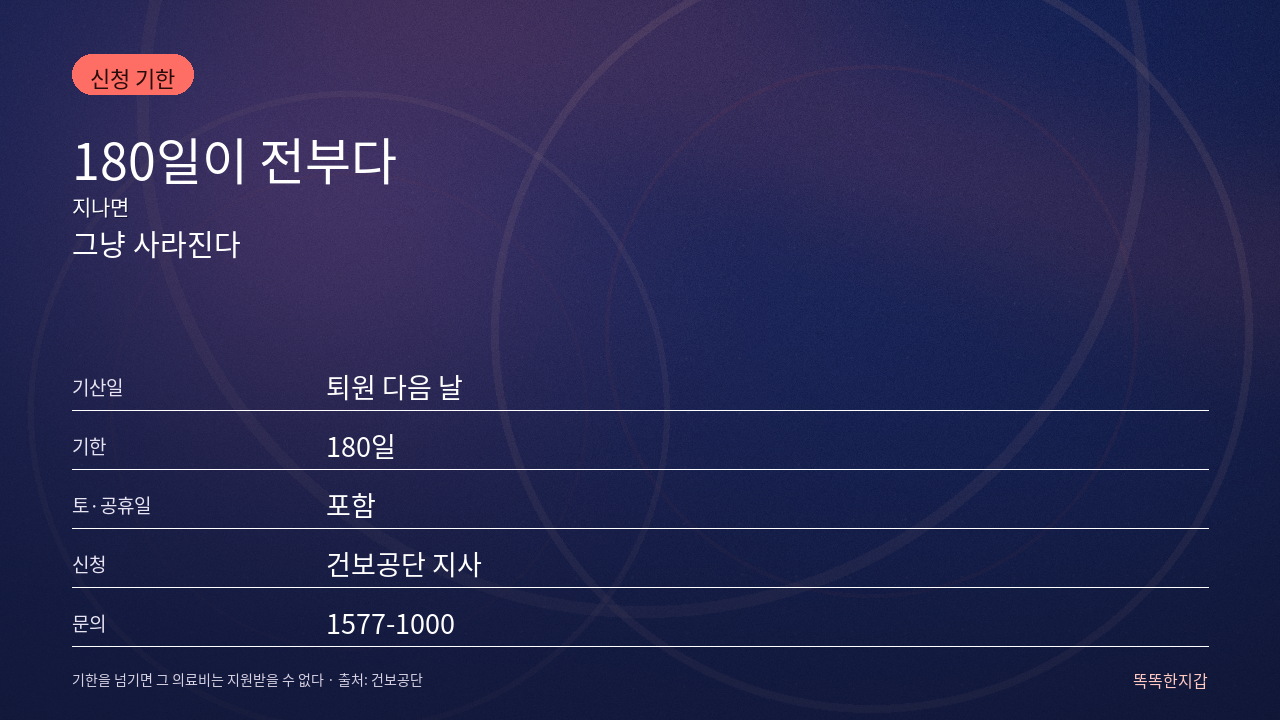 신청 기한
180일이 전부다
지나면
그냥 사라진다
기산일 퇴원 다음 날
기한 180일
토·공휴일 포함
신청 건보공단 지사
문의 1577-1000
기한을 넘기면 그 의료비는 지원받을 수 없다 · 출처: 건보공단
똑똑한지갑